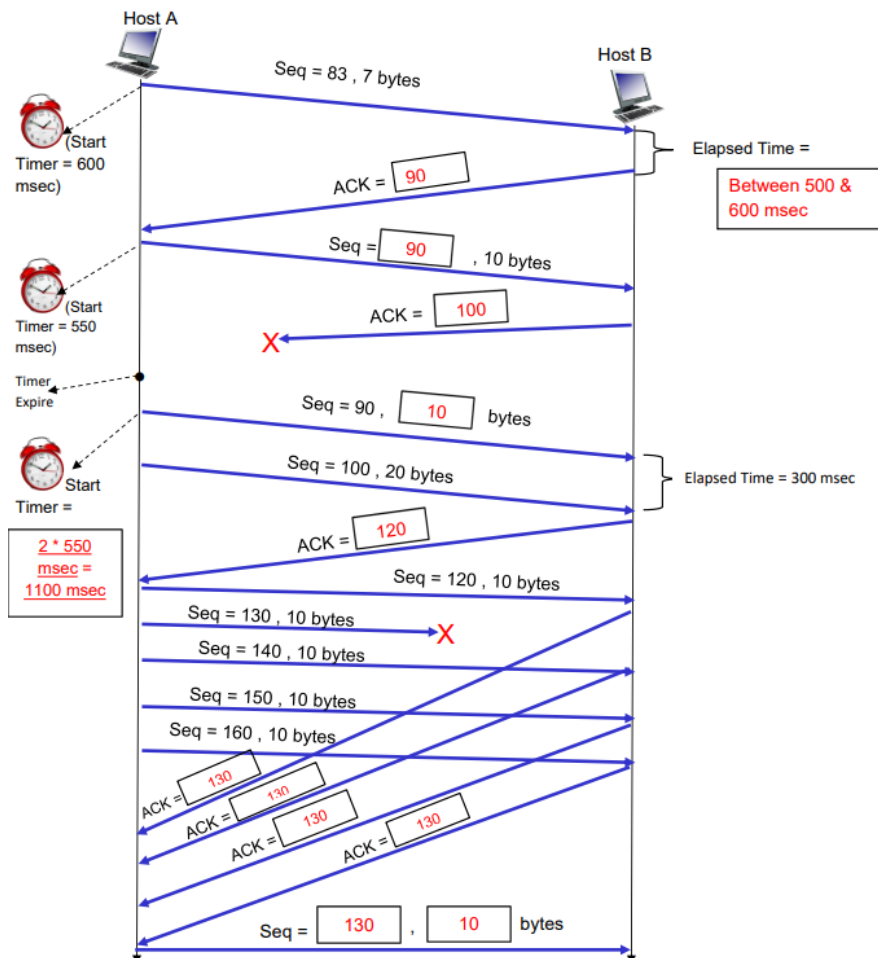 Host A
Host B
Seq = 83 , 7 bytes
(Start
Timer = 600
msec)
Elapsed Time =
Between 500 &
600 msec
ACK = 90
Seq = 90 , 10 bytes
(Start
Timer = 550
msec)
ACK = 100
X
Timer
Expire
Seq = 90 , 10 bytes
Start
Timer =
Seq = 100 , 20 bytes
Elapsed Time = 300 msec
2 * 550
msec =
1100 msec
ACK = 120
Seq = 120 , 10 bytes
Seq = 130 , 10 bytes
X
Seq = 140 , 10 bytes
Seq = 150 , 10 bytes
Seq = 160 , 10 bytes
ACK = 130
ACK = 130
ACK = 130
ACK = 130
Seq = 130 , 10 bytes